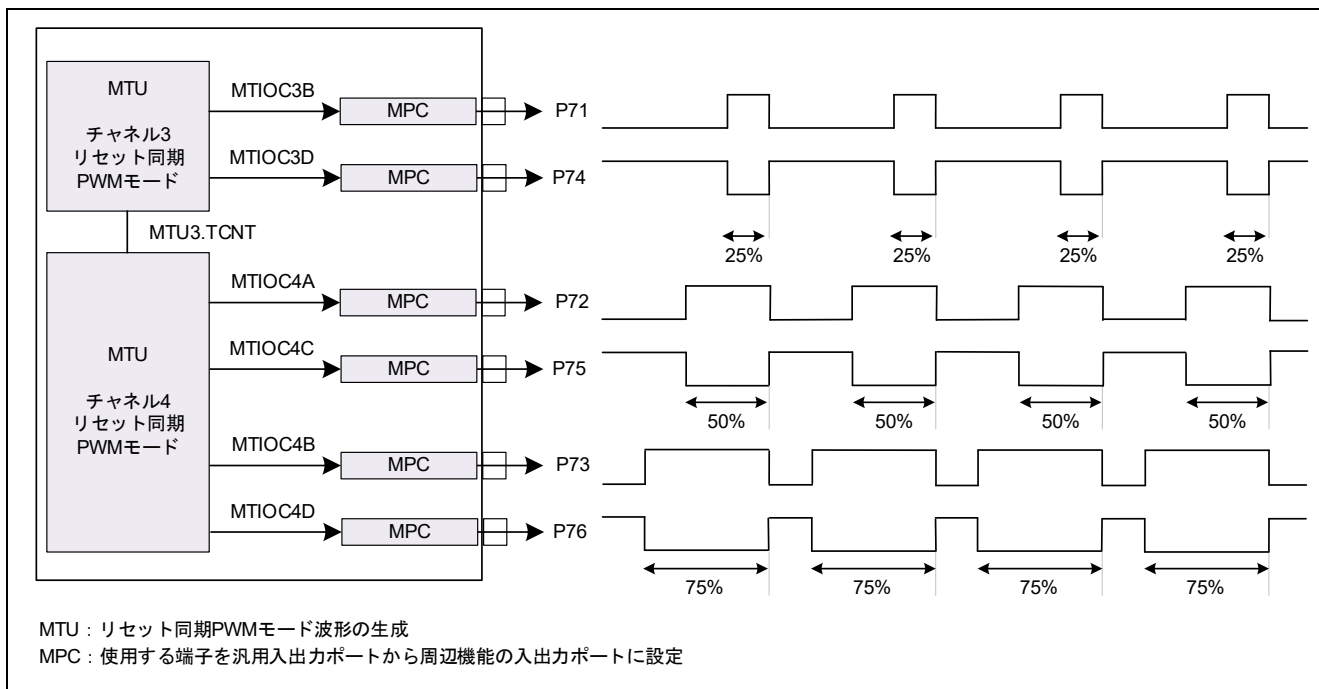 MTU
チャネル3
リセット同期
PWMモード
MTIOC3B
MPC
P71
MTIOC3D
MPC
P74
25%
25%
25%
25%
MTU3.TCNT
MTU
チャネル4
リセット同期
PWMモード
MTIOC4A
MPC
P72
MTIOC4C
MPC
P75
50%
50%
50%
50%
MTIOC4B
MPC
P73
MTIOC4D
MPC
P76
75%
75%
75%
75%
MTU：リセット同期PWMモード波形の生成
MPC：使用する端子を汎用入出力ポートから周辺機能の入出力ポートに設定